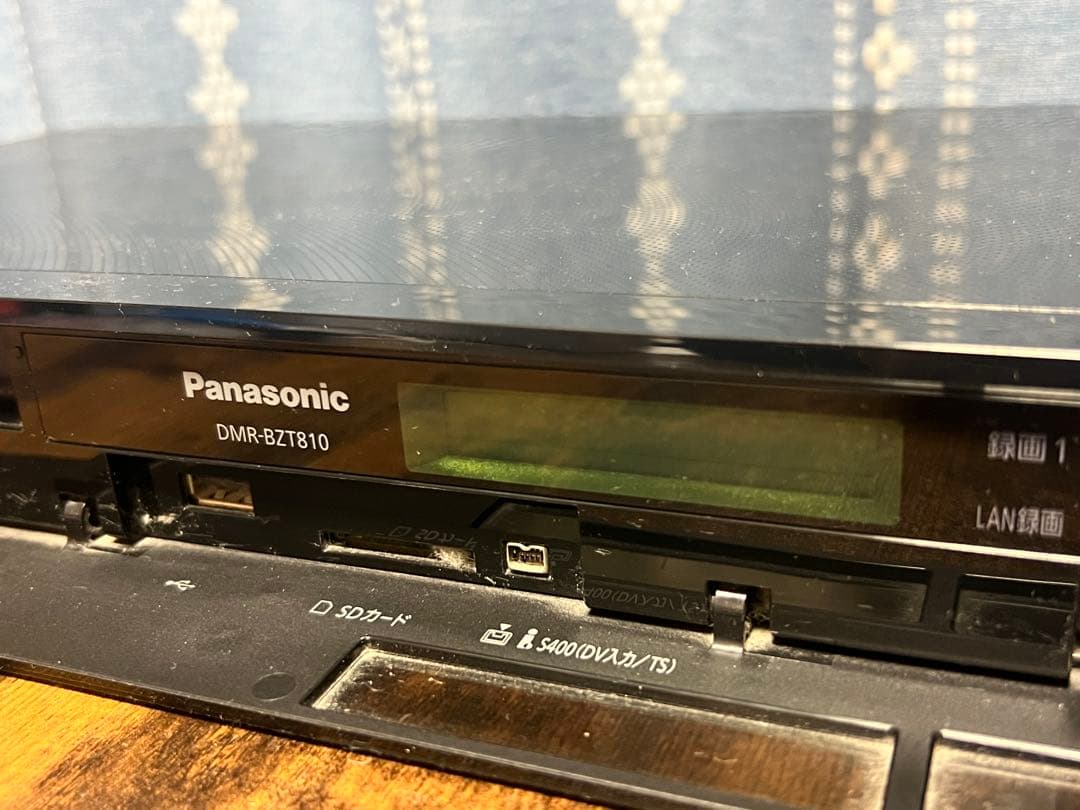 Panasonic
DMR-BZT810
録画 1
LAN録画
SDカード
i S400(DV入力/TS)